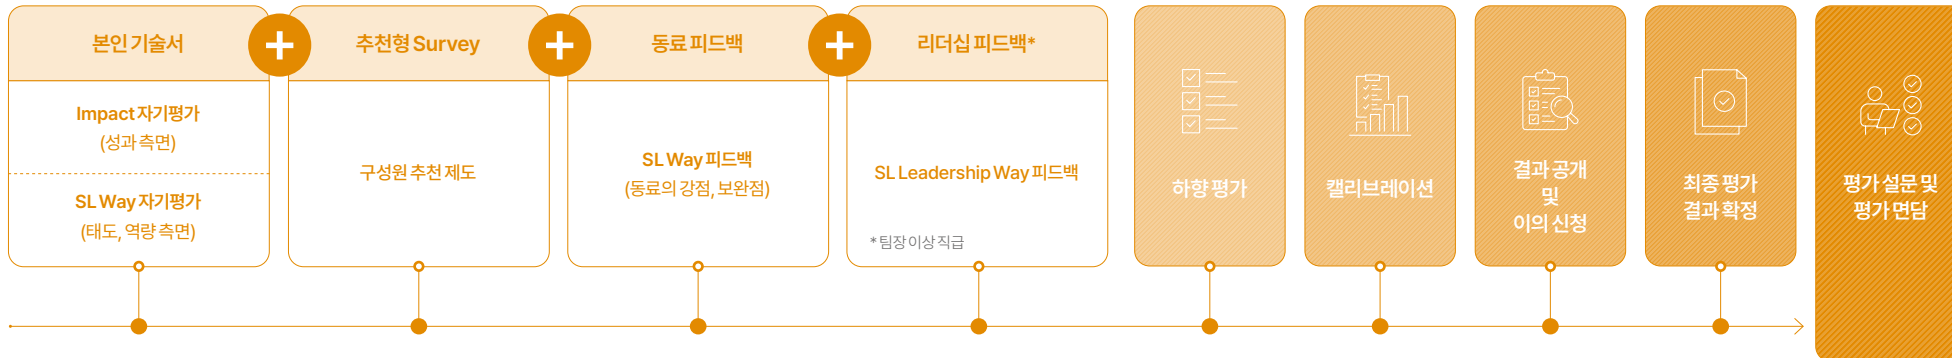 본인 기술서
추천형 Survey
동료 피드백
리더십 피드백*
Impact 자기평가
(성과 측면)
SL Way 자기평가
(태도, 역량 측면)
구성원 추천 제도
SL Way 피드백
(동료의 강점, 보완점)
SL Leadership Way 피드백
* 팀장 이상 직급
하향 평가
캘리브레이션
결과 공개
및
이의 신청
최종 평가
결과 확정
평가 설문 및
평가 면담